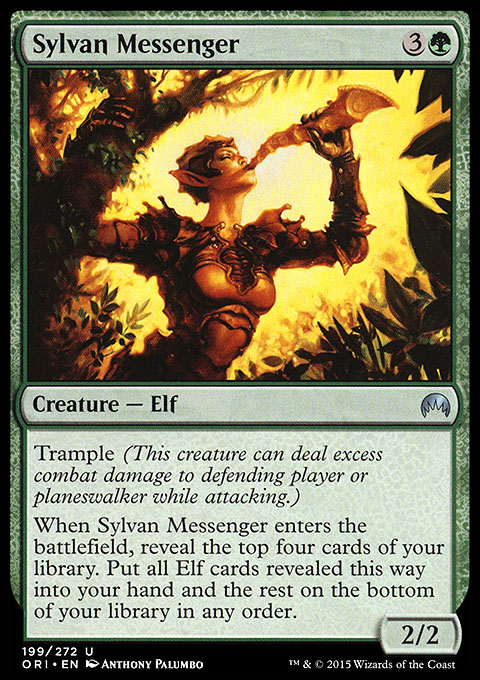 Sylvan Messenger 3
Creature — Elf
Trample (This creature can deal excess
combat damage to defending player or
planeswalker while attacking.)
When Sylvan Messenger enters the
battlefield, reveal the top four cards of your
library. Put all Elf cards revealed this way
into your hand and the rest on the bottom
of your library in any order.
2/2
199/272 U
ORI • EN Anthony Palumbo
™ & © 2015 Wizards of the Coast